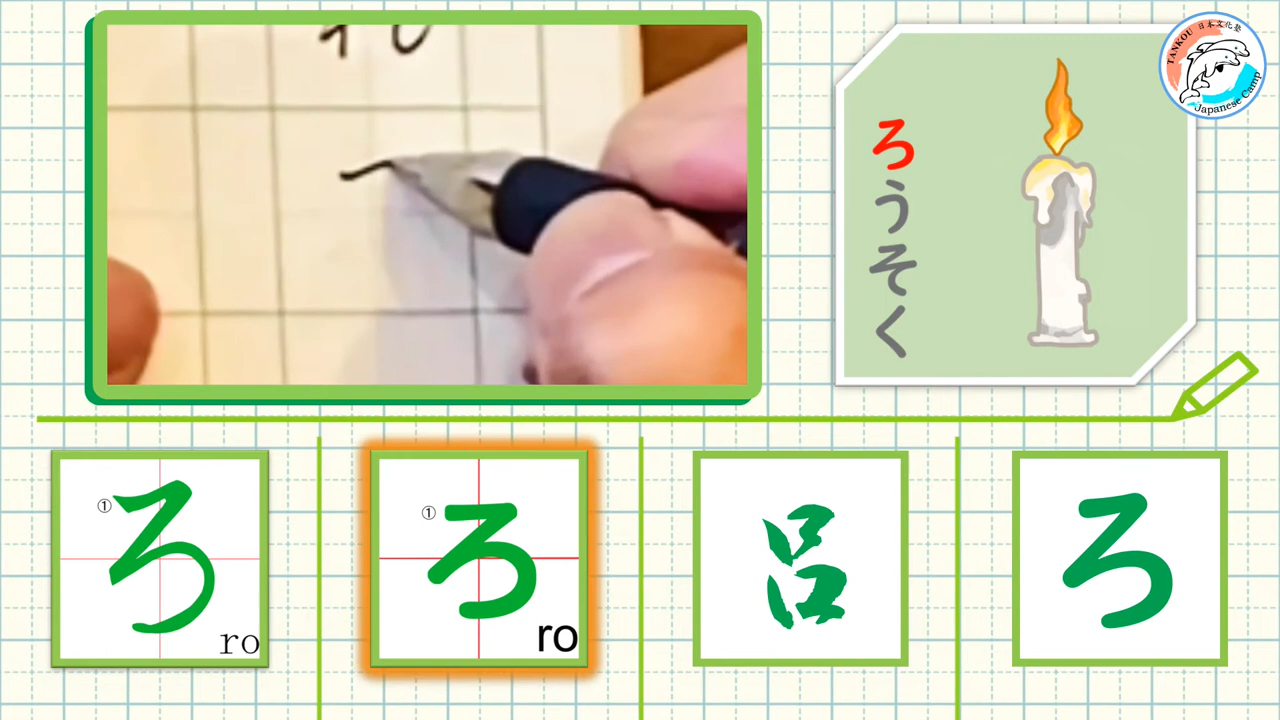 ろうそく
TANKOU 日本文化塾
Japanese Camp
① ろ ro
① ろ ro
呂
ろ